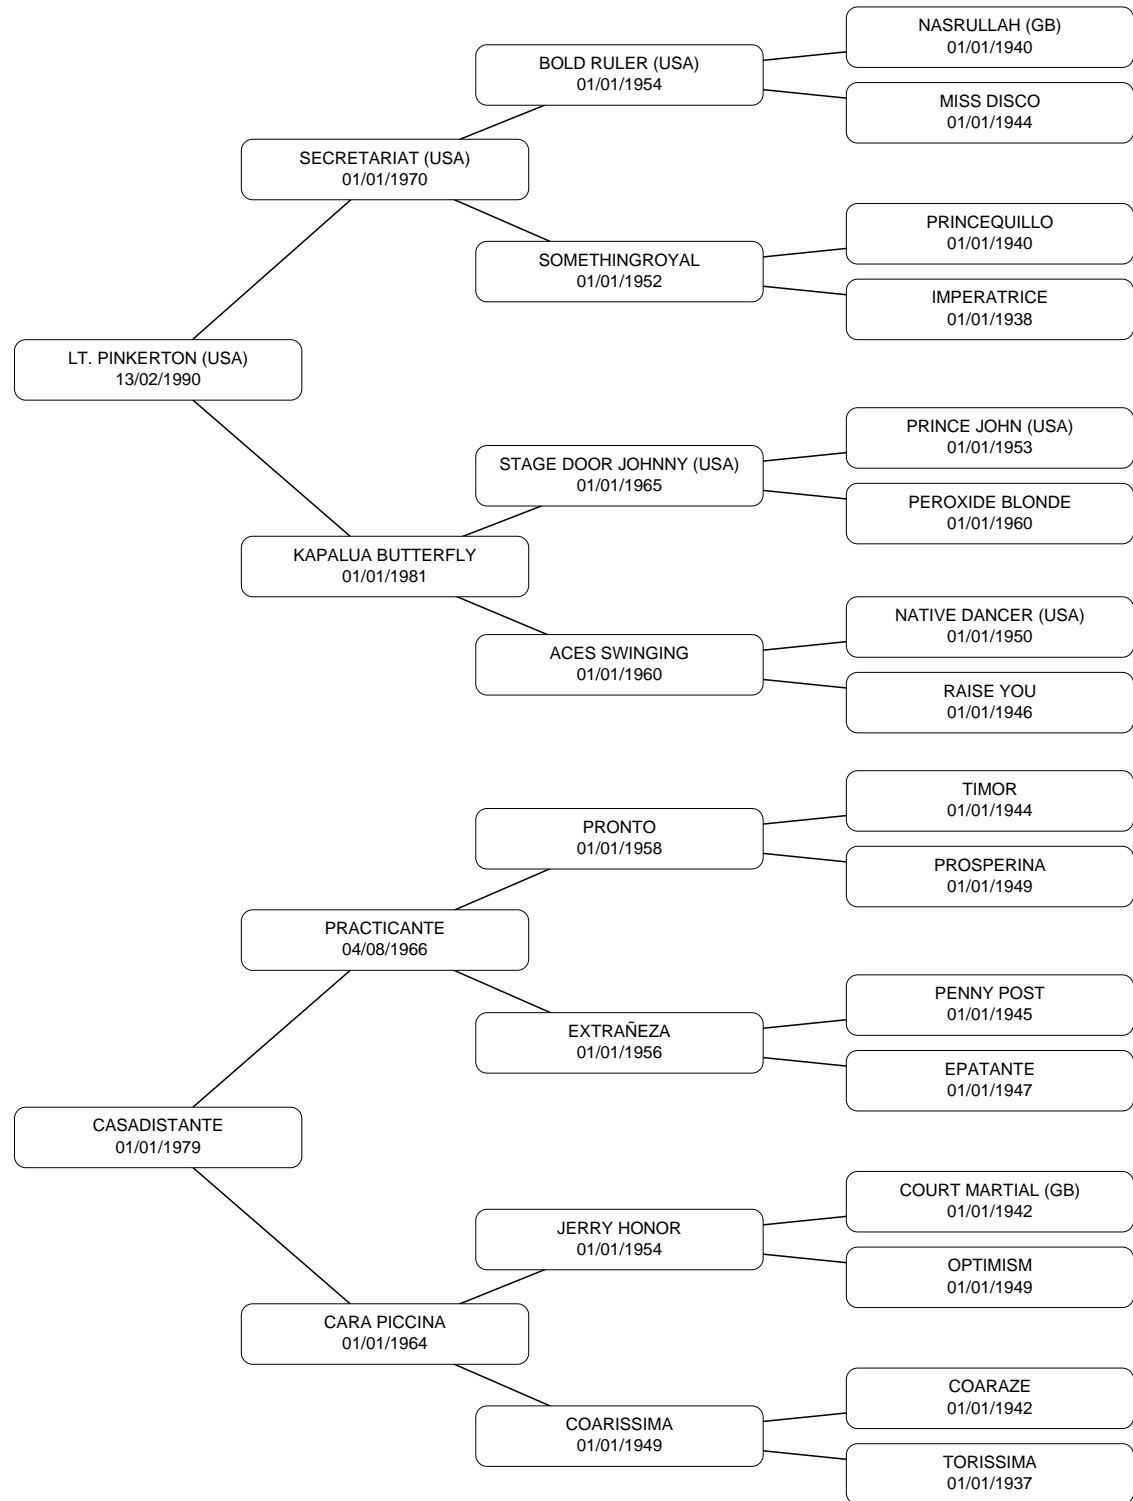 NASRULLAH (GB)
01/01/1940
BOLD RULER (USA)
01/01/1954
MISS DISCO
01/01/1944
SECRETARIAT (USA)
01/01/1970
PRINCEQUILLO
01/01/1940
SOMETHINGROYAL
01/01/1952
IMPERATRICE
01/01/1938
LT. PINKERTON (USA)
13/02/1990
PRINCE JOHN (USA)
01/01/1953
STAGE DOOR JOHNNY (USA)
01/01/1965
PEROXIDE BLONDE
01/01/1960
KAPALUA BUTTERFLY
01/01/1981
NATIVE DANCER (USA)
01/01/1950
ACES SWINGING
01/01/1960
RAISE YOU
01/01/1946
TIMOR
01/01/1944
PRONTO
01/01/1958
PROSPERINA
01/01/1949
PRACTICANTE
04/08/1966
PENNY POST
01/01/1945
EXTRAÑEZA
01/01/1956
EPATANTE
01/01/1947
CASADISTANTE
01/01/1979
COURT MARTIAL (GB)
01/01/1942
JERRY HONOR
01/01/1954
OPTIMISM
01/01/1949
CARA PICCINA
01/01/1964
COARAZE
01/01/1942
COARISSIMA
01/01/1949
TORISSIMA
01/01/1937